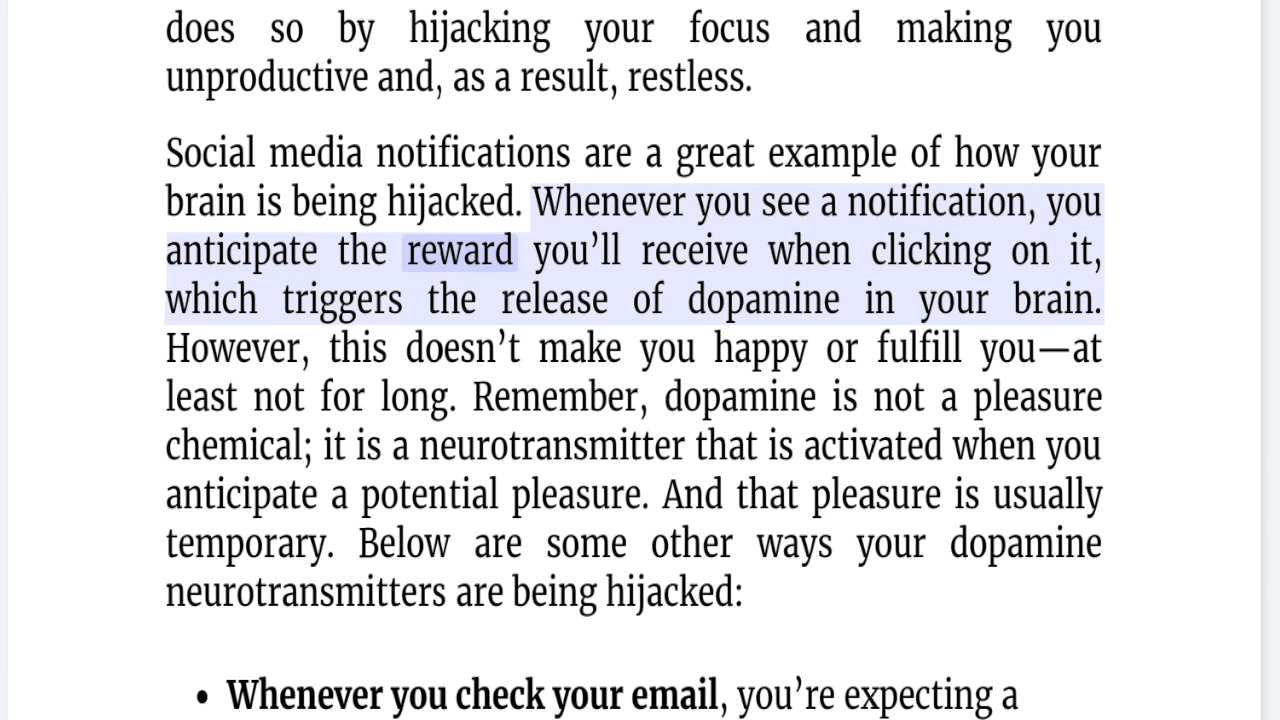 does so by hijacking your focus and making you
unproductive and, as a result, restless.
Social media notifications are a great example of how your
brain is being hijacked. Whenever you see a notification, you
anticipate the reward you’ll receive when clicking on it,
which triggers the release of dopamine in your brain.
However, this doesn’t make you happy or fulfill you—at
least not for long. Remember, dopamine is not a pleasure
chemical; it is a neurotransmitter that is activated when you
anticipate a potential pleasure. And that pleasure is usually
temporary. Below are some other ways your dopamine
neurotransmitters are being hijacked:
• Whenever you check your email, you’re expecting a